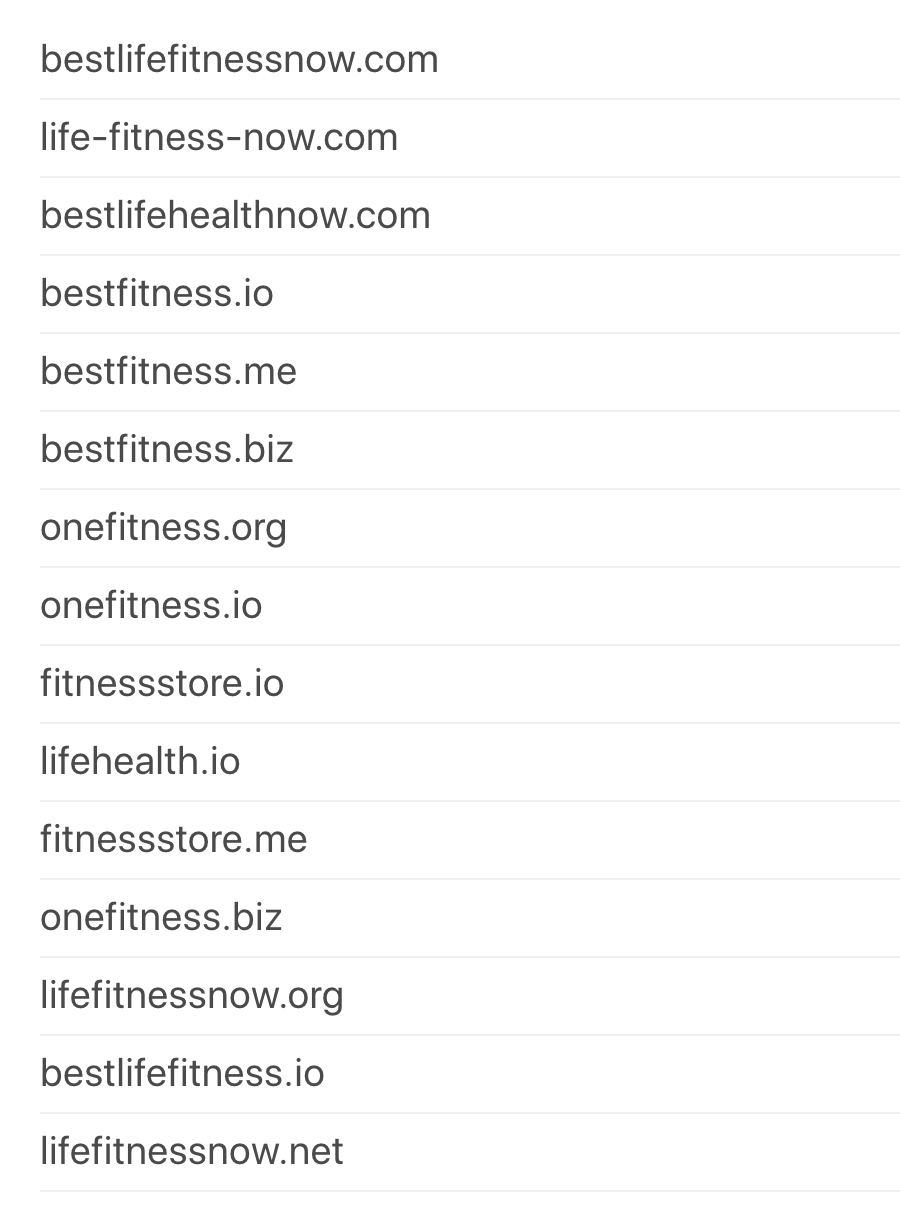 bestlifefitnessnow.com
life-fitness-now.com
bestlifehealthnow.com
bestfitness.io
bestfitness.me
bestfitness.biz
onefitness.org
onefitness.io
fitnessstore.io
lifehealth.io
fitnessstore.me
onefitness.biz
lifefitnessnow.org
bestlifefitness.io
lifefitnessnow.net